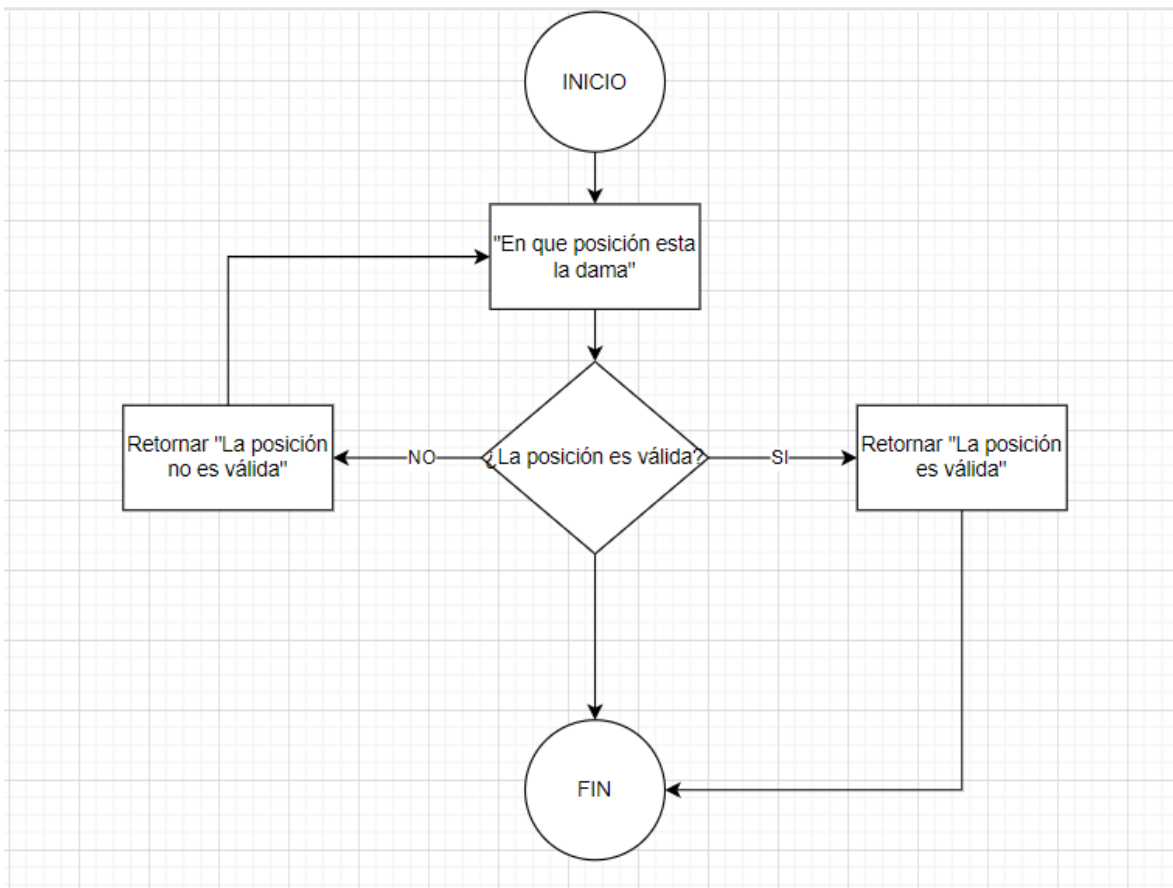 INICIO
"En que posición esta
la dama"
Retornar "La posición
no es válida"
NO
¿La posición es válida?
SI
Retornar "La posición
es válida"
FIN